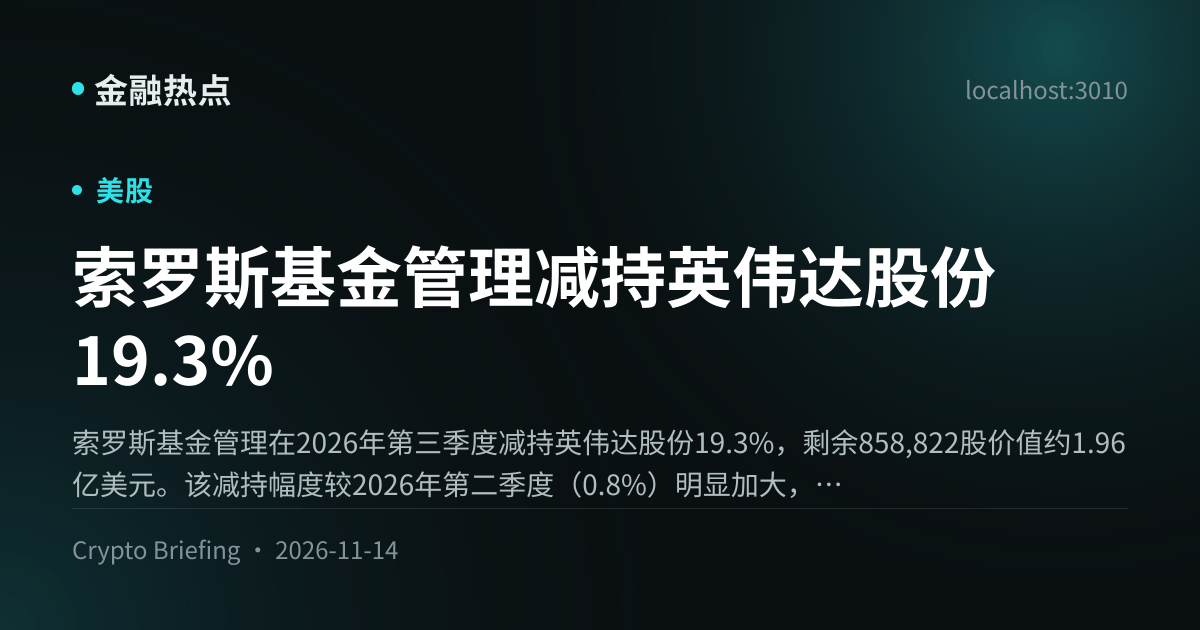 金融热点
localhost:3010
美股
索罗斯基金管理减持英伟达股份
19.3%
索罗斯基金管理在2026年第三季度减持英伟达股份19.3%，剩余858,822股价值约1.96
亿美元。该减持幅度较2026年第二季度（0.8%）明显加大，…
Crypto Briefing · 2026-11-14